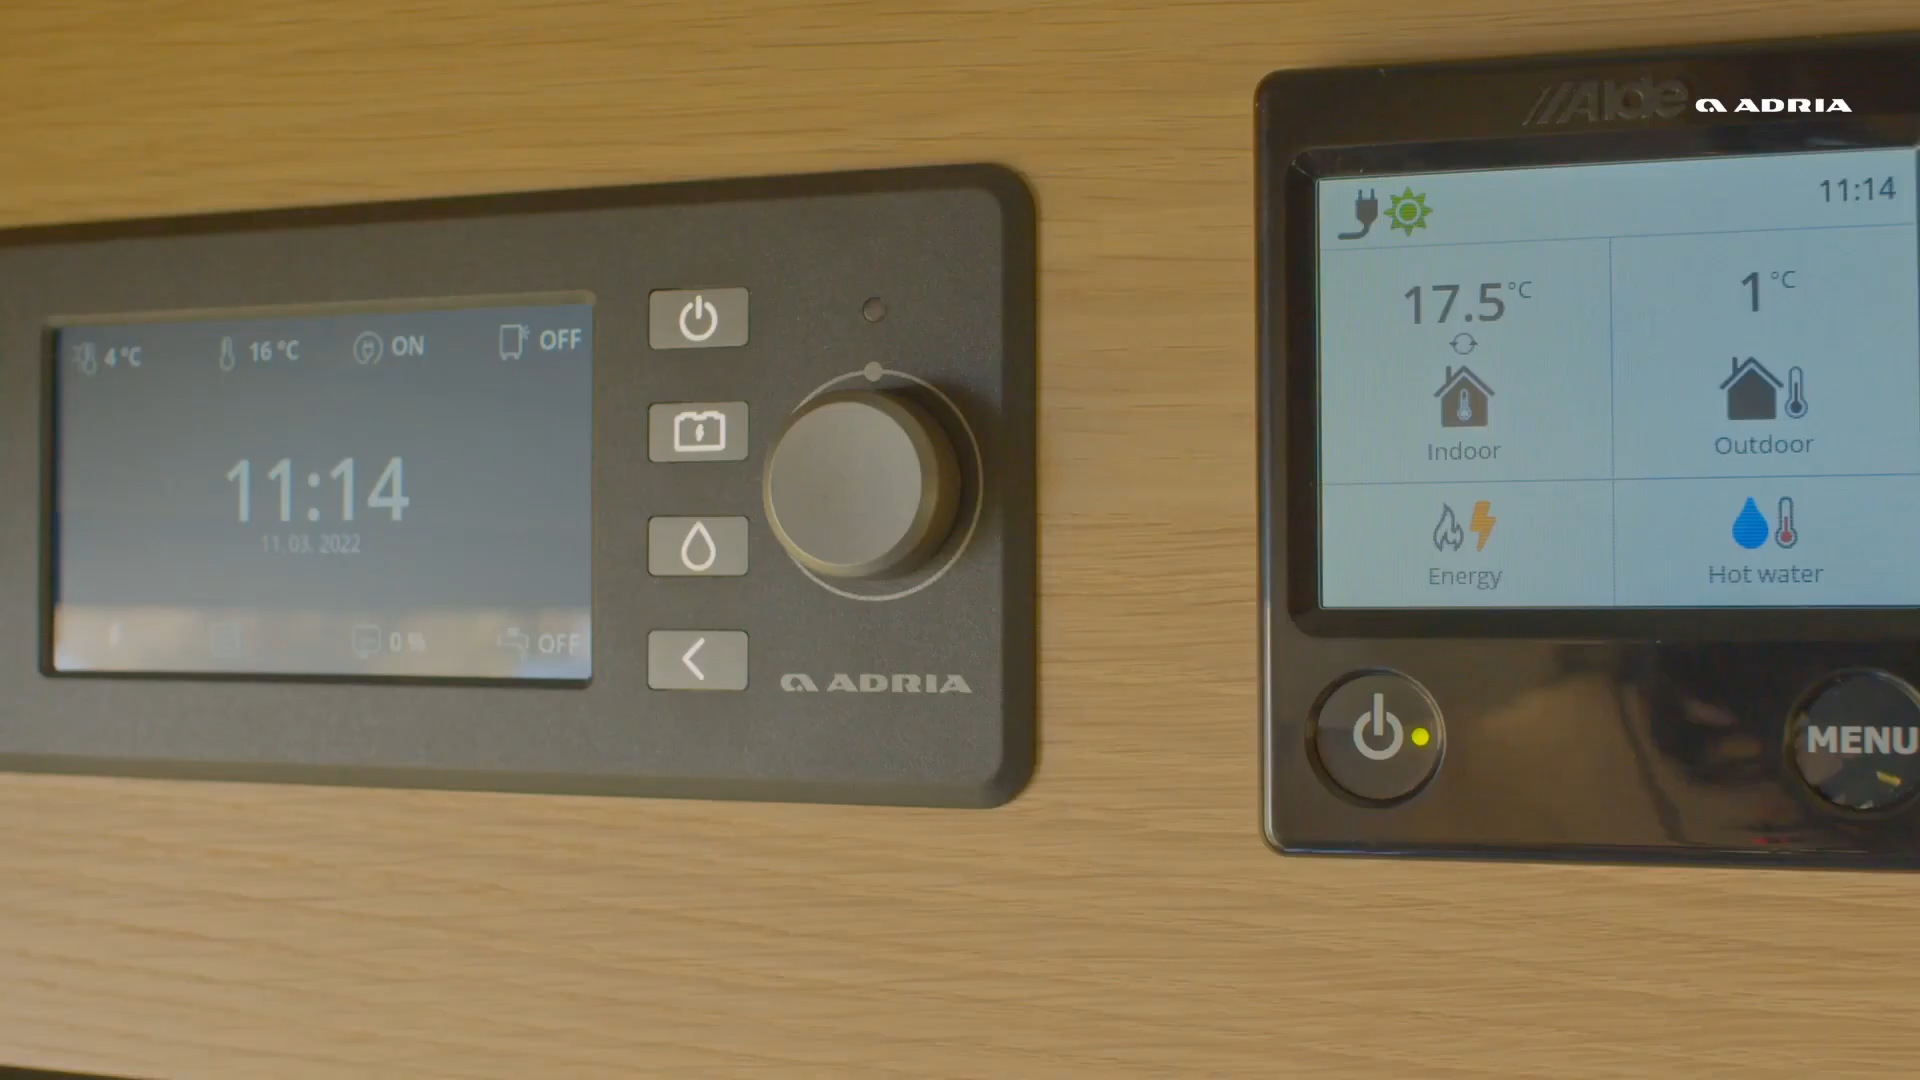 4 °C 16 °C ON OFF
11:14
11. 03. 2022
0 % OFF
ADRIA
Alde
ADRIA
11:14
17.5 °C
Indoor
1 °C
Outdoor
Energy
Hot water
MENU